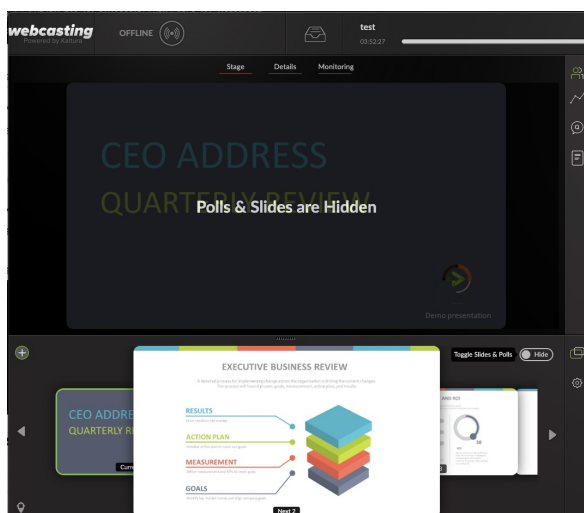 webcasting
Powered by Kaltura
OFFLINE
test
03:52:27
Stage
Details
Monitoring
CEO ADDRESS
QUARTERLY REVIEW
Polls & Slides are Hidden
Demo presentation
Toggle Slides & Polls
Hide
EXECUTIVE BUSINESS REVIEW
RESULTS
ACTION PLAN
MEASUREMENT
GOALS
Next 2
CEO ADDRE
QUARTERLY R
Curr